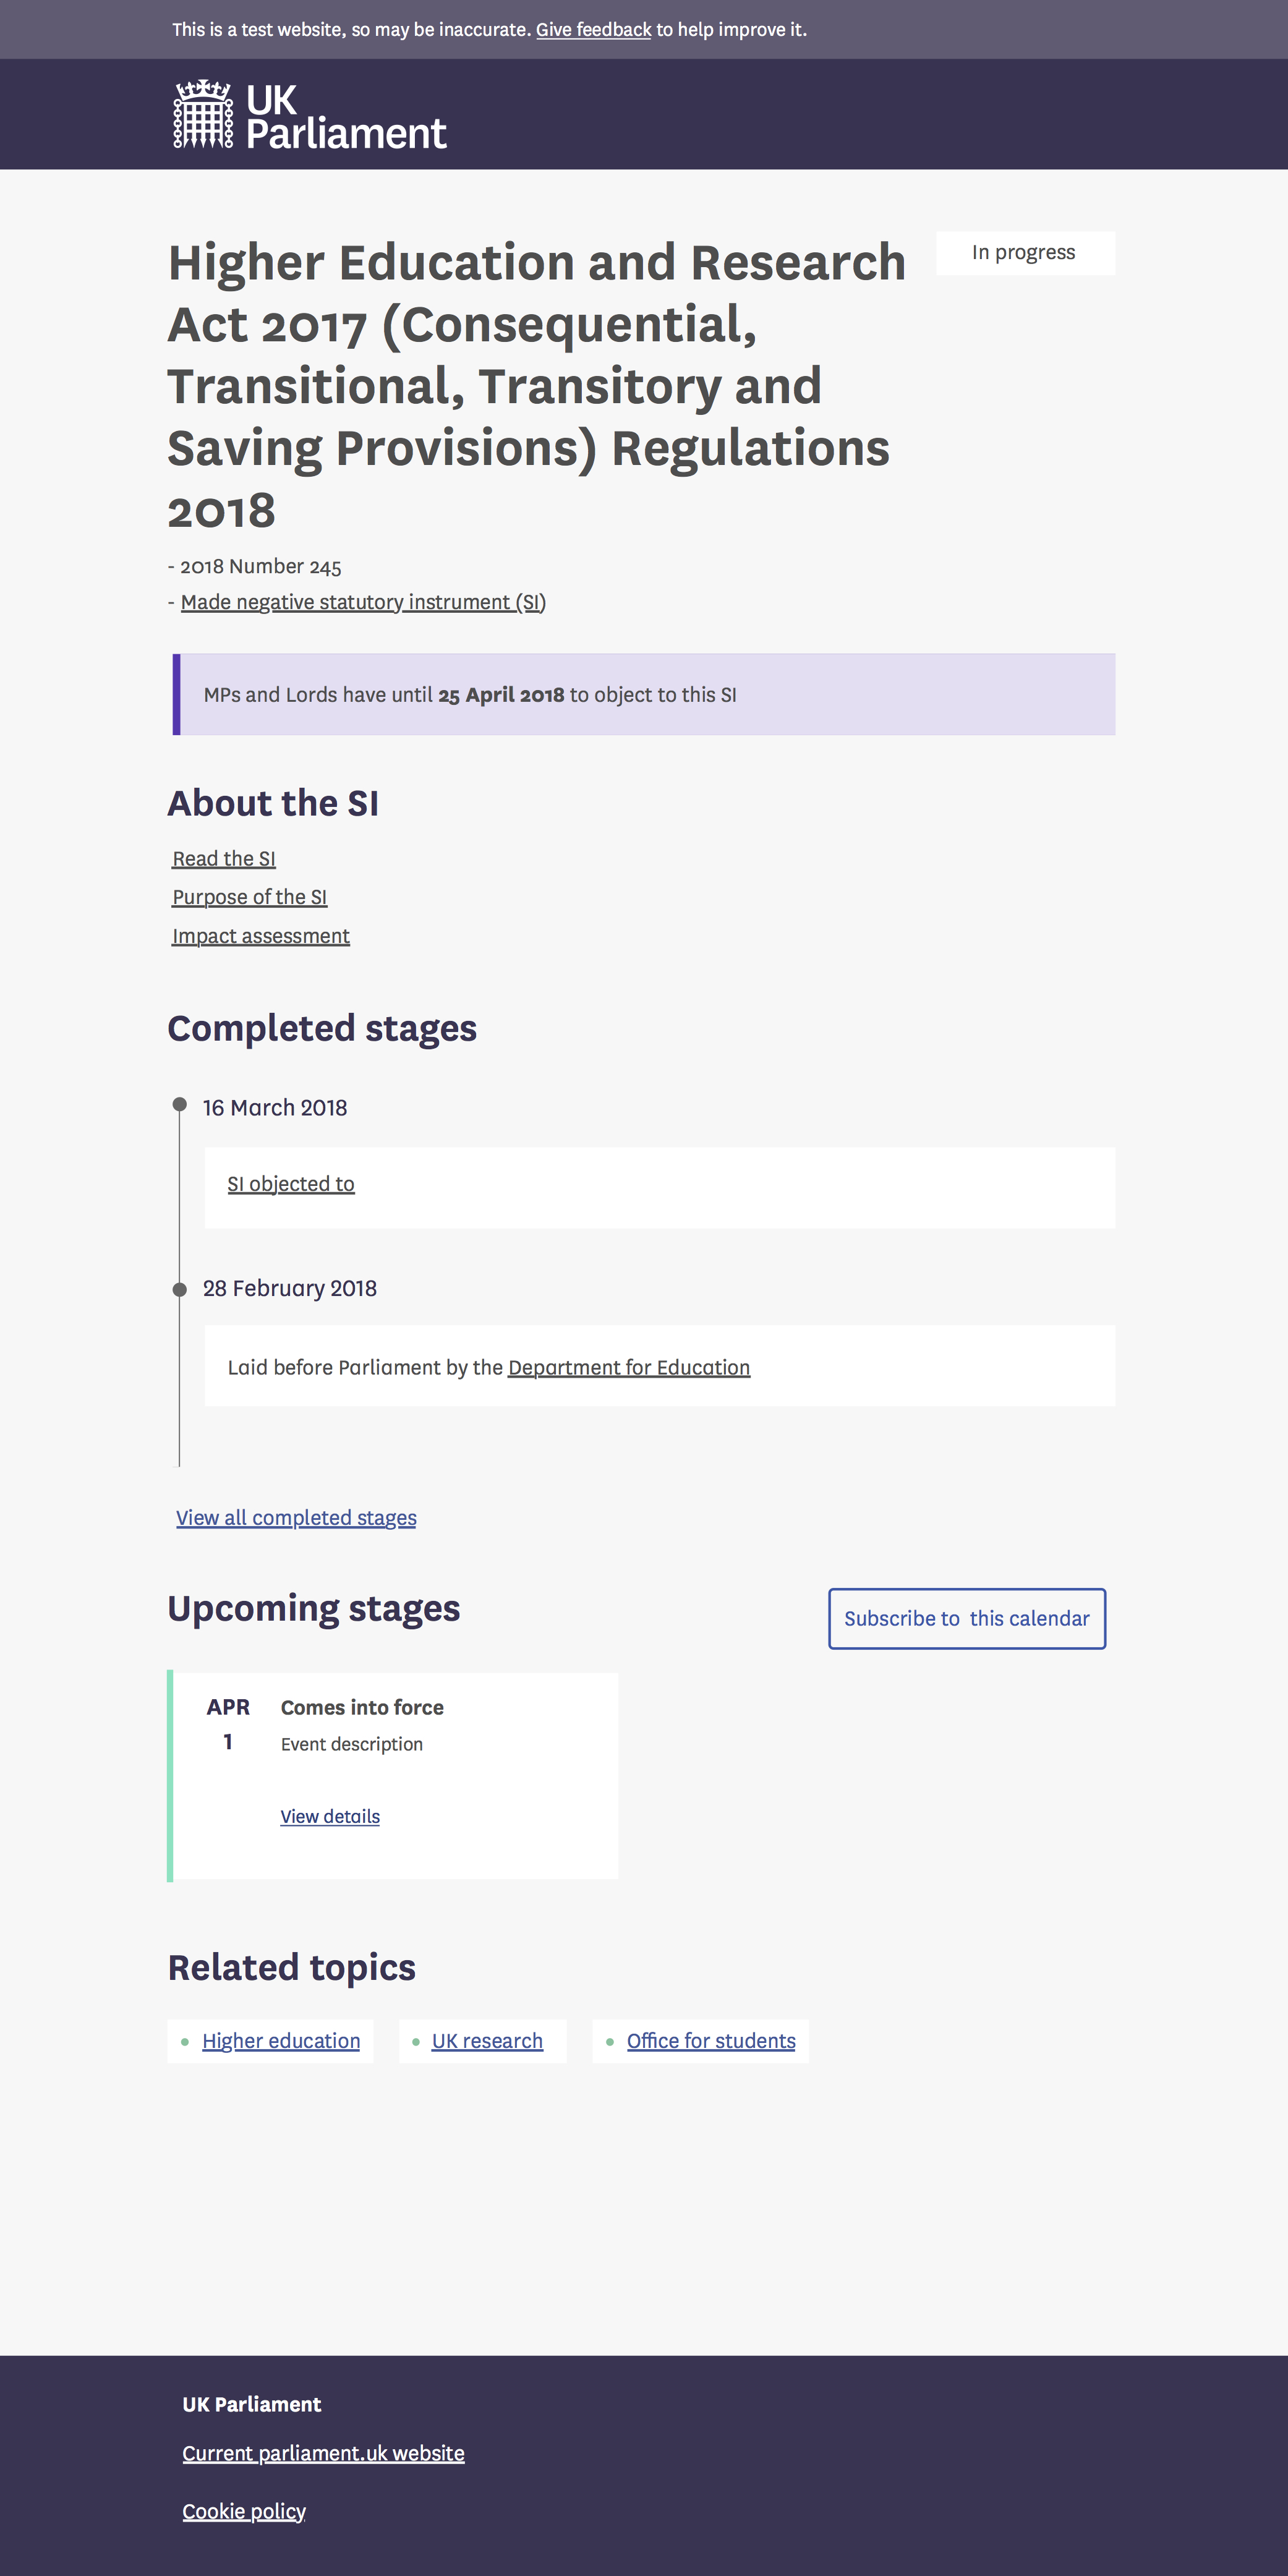 This is a test website, so may be inaccurate. Give feedback to help improve it.
UK
Parliament
Higher Education and Research
Act 2017 (Consequential,
Transitional, Transitory and
Saving Provisions) Regulations
2018
In progress
- 2018 Number 245
- Made negative statutory instrument (SI)
MPs and Lords have until 25 April 2018 to object to this SI
About the SI
Read the SI
Purpose of the SI
Impact assessment
Completed stages
16 March 2018
SI objected to
28 February 2018
Laid before Parliament by the Department for Education
View all completed stages
Upcoming stages
Subscribe to  this calendar
APR
1
Comes into force
Event description
View details
Related topics
Higher education
UK research
Office for students
UK Parliament
Current parliament.uk website
Cookie policy